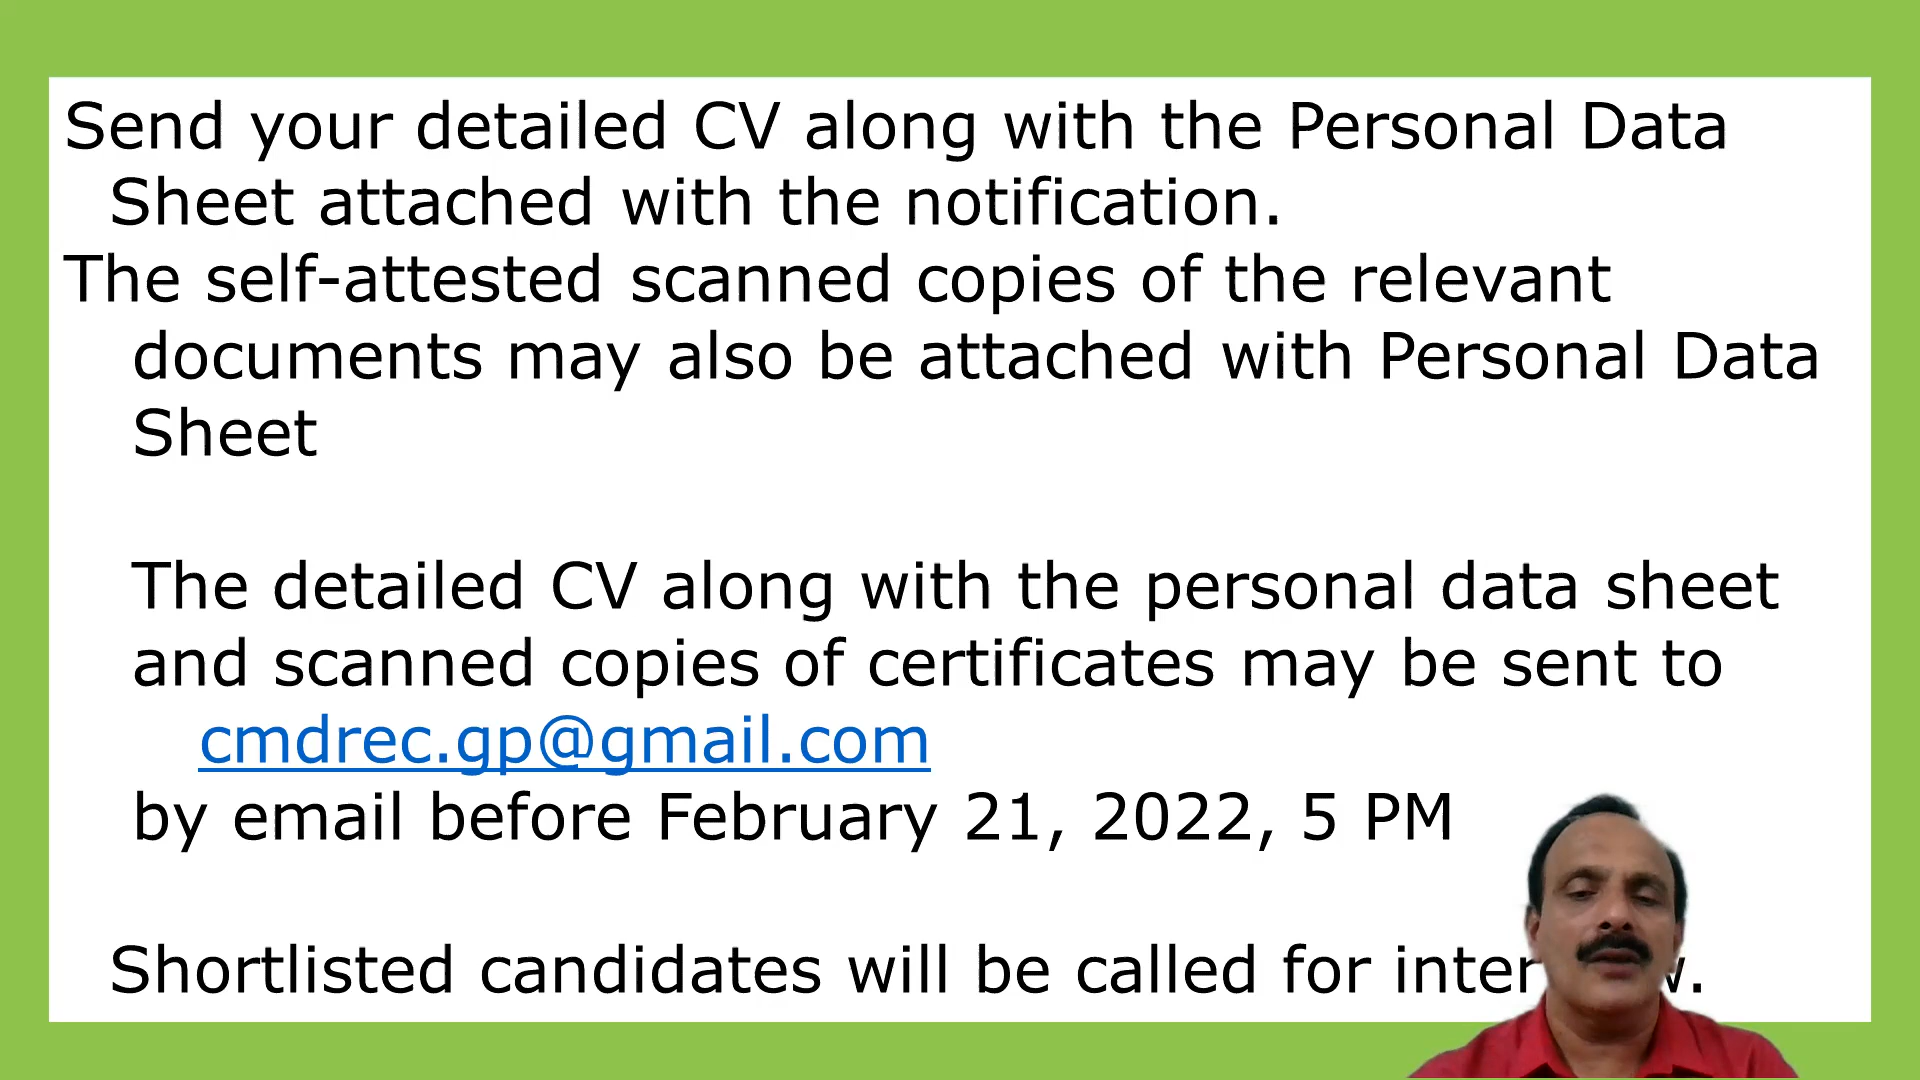 Send your detailed CV along with the Personal Data
Sheet attached with the notification.
The self-attested scanned copies of the relevant
documents may also be attached with Personal Data
Sheet
The detailed CV along with the personal data sheet
and scanned copies of certificates may be sent to
cmdrec.gp@gmail.com
by email before February 21, 2022, 5 PM
Shortlisted candidates will be called for